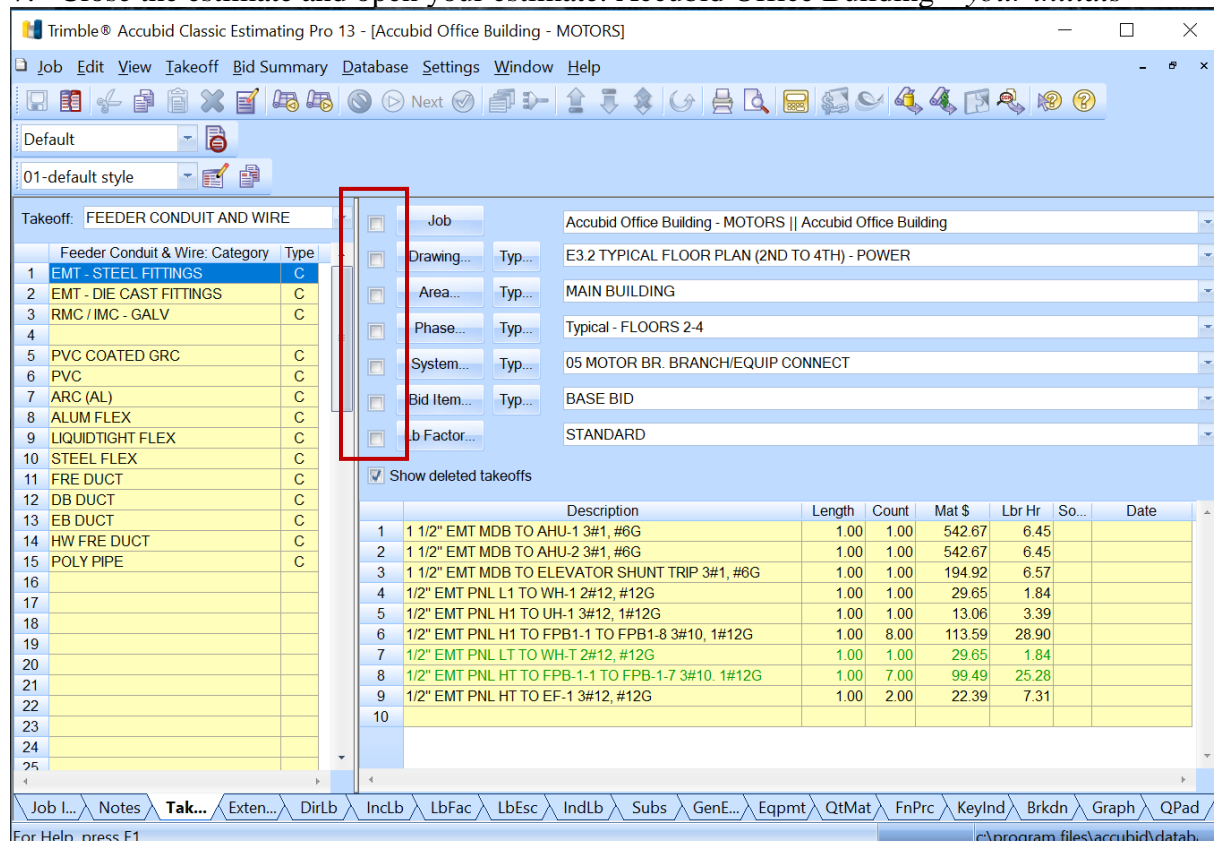 7. Close the estimate and open your estimate: Accubid Office Building – your initials
Trimble® Accubid Classic Estimating Pro 13 - [Accubid Office Building - MOTORS]
Job Edit View Takeoff Bid Summary Database Settings Window Help
Next
Default
01-default style
Takeoff: FEEDER CONDUIT AND WIRE
Feeder Conduit & Wire: Category Type
1 EMT - STEEL FITTINGS C
2 EMT - DIE CAST FITTINGS C
3 RMC / IMC - GALV C
4
5 PVC COATED GRC C
6 PVC C
7 ARC (AL) C
8 ALUM FLEX C
9 LIQUIDTIGHT FLEX C
10 STEEL FLEX C
11 FRE DUCT C
12 DB DUCT C
13 EB DUCT C
14 HW FRE DUCT C
15 POLY PIPE C
16
17
18
19
20
21
22
23
24
25
Job Accubid Office Building - MOTORS || Accubid Office Building
Drawing... Typ... E3.2 TYPICAL FLOOR PLAN (2ND TO 4TH) - POWER
Area... Typ... MAIN BUILDING
Phase... Typ... Typical - FLOORS 2-4
System... Typ... 05 MOTOR BR. BRANCH/EQUIP CONNECT
Bid Item... Typ... BASE BID
Lb Factor... STANDARD
Show deleted takeoffs
Description Length Count Mat $ Lbr Hr So... Date
1 1 1/2" EMT MDB TO AHU-1 3#1, #6G 1.00 1.00 542.67 6.45
2 1 1/2" EMT MDB TO AHU-2 3#1, #6G 1.00 1.00 542.67 6.45
3 1 1/2" EMT MDB TO ELEVATOR SHUNT TRIP 3#1, #6G 1.00 1.00 194.92 6.57
4 1/2" EMT PNL L1 TO WH-1 2#12, #12G 1.00 1.00 29.65 1.84
5 1/2" EMT PNL H1 TO UH-1 3#12, 1#12G 1.00 1.00 13.06 3.39
6 1/2" EMT PNL H1 TO FPB1-1 TO FPB1-8 3#10, 1#12G 1.00 8.00 113.59 28.90
7 1/2" EMT PNL LT TO WH-T 2#12, #12G 1.00 1.00 29.65 1.84
8 1/2" EMT PNL HT TO FPB-1-1 TO FPB-1-7 3#10. 1#12G 1.00 7.00 99.49 25.28
9 1/2" EMT PNL HT TO EF-1 3#12, #12G 1.00 2.00 22.39 7.31
10
Job I... Notes Tak... Exten... DirLb IncLb LbFac LbEsc IndLb Subs GenE... Eqpmt QtMat FnPrc KeyInd Brkdn Graph QPad
For Help, press F1 c:\program files\accubid\datab